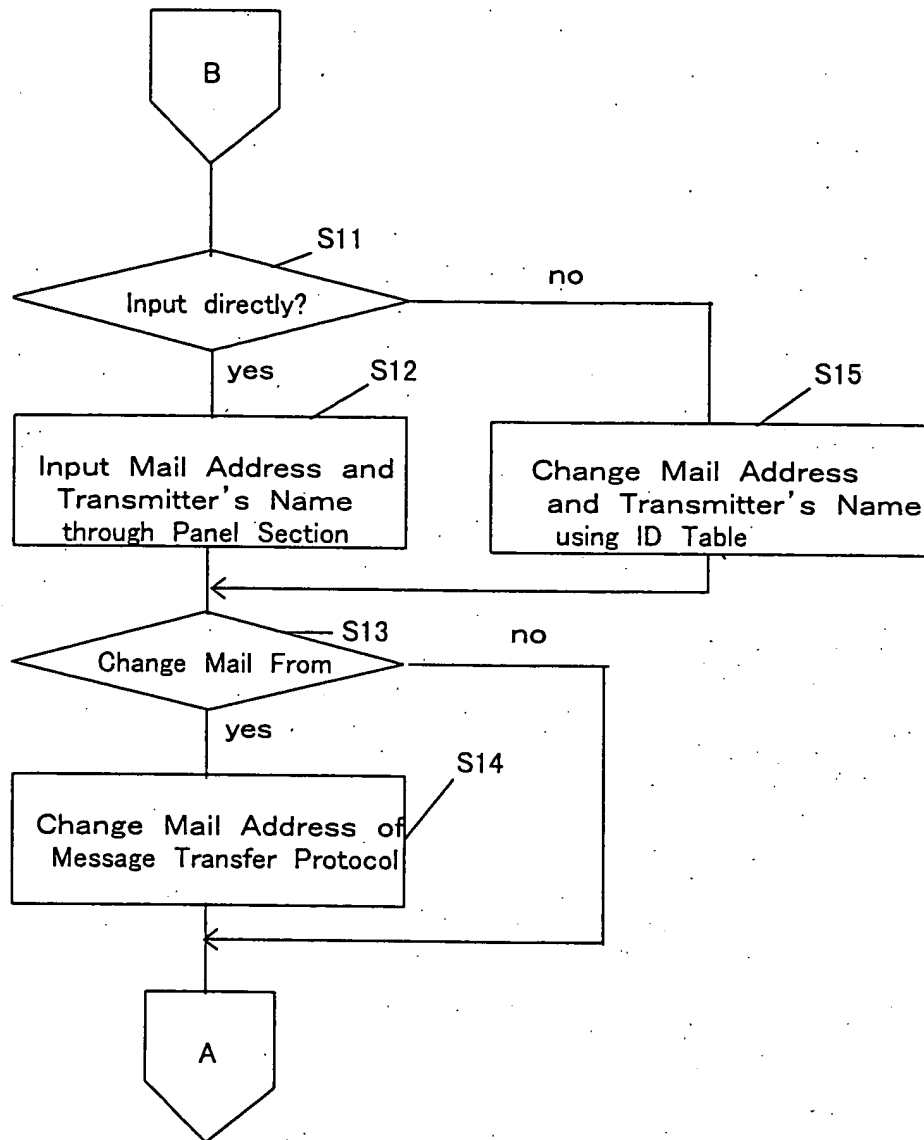 B
S11
Input directly?
no
yes
S12
S15
Input Mail Address and
Transmitter's Name
through Panel Section
Change Mail Address
and Transmitter's Name
using ID Table
S13
Change Mail From
no
yes
S14
Change Mail Address of
Message Transfer Protocol
A